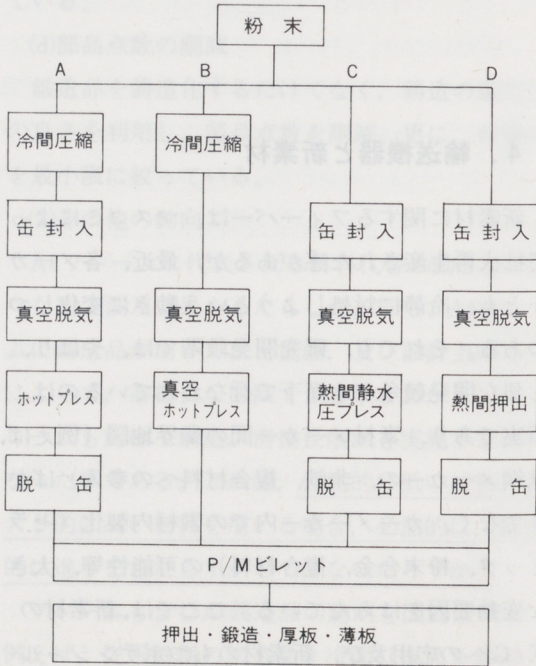 粉末
A B C D
冷間圧縮 冷間圧縮
缶封入 缶封入 缶封入
真空脱気 真空脱気 真空脱気 真空脱気
ホットプレス 真空ホットプレス 熱間静水圧プレス 熱間押出
脱缶 脱缶 脱缶
P/Mビレット
押出・鍛造・厚板・薄板